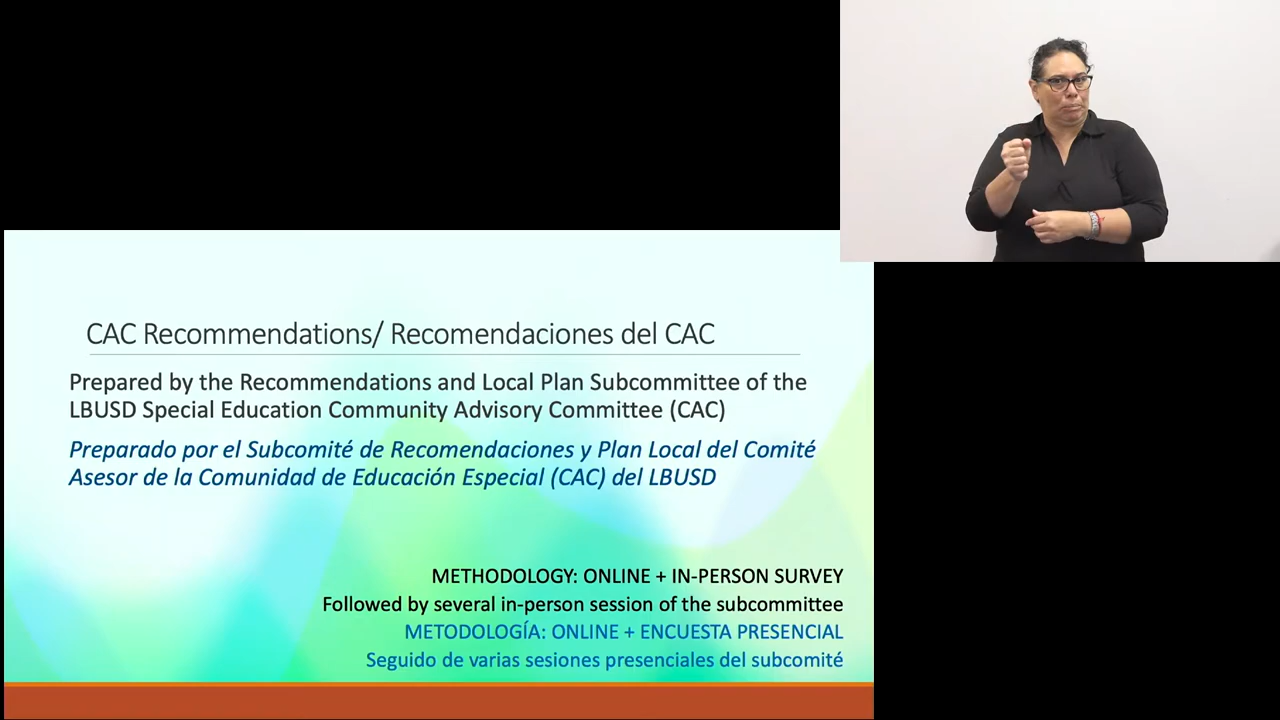 CAC Recommendations/ Recomendaciones del CAC
Prepared by the Recommendations and Local Plan Subcommittee of the
LBUSD Special Education Community Advisory Committee (CAC)
Preparado por el Subcomité de Recomendaciones y Plan Local del Comité
Asesor de la Comunidad de Educación Especial (CAC) del LBUSD
METHODOLOGY: ONLINE + IN-PERSON SURVEY
Followed by several in-person session of the subcommittee
METODOLOGÍA: ONLINE + ENCUESTA PRESENCIAL
Seguido de varias sesiones presenciales del subcomité